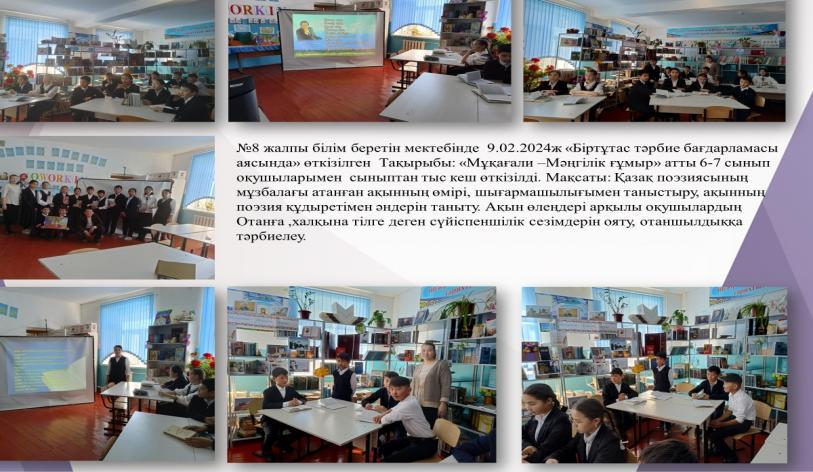 OWORKI
OWORKI
№8 жалпы білім беретін мектебінде 9.02.2024ж «Біртұтас тәрбие бағдарламасы
аясында» өткізілген Тақырыбы: «Мұқағали –Мәңгілік ғұмыр» атты 6-7 сынып
оқушыларымен сыныптан тыс кеш өткізілді. Мақсаты: Қазақ поэзиясының
мұзбалағы атанған ақынның өмірі, шығармашылығымен таныстыру, ақынның
поэзия құдыретімен әндерін таныту. Ақын өлеңдері арқылы оқушылардың
Отанға ,халқына тілге деген сүйіспеншілік сезімдерін ояту, отаншылдыққа
тәрбиелеу.